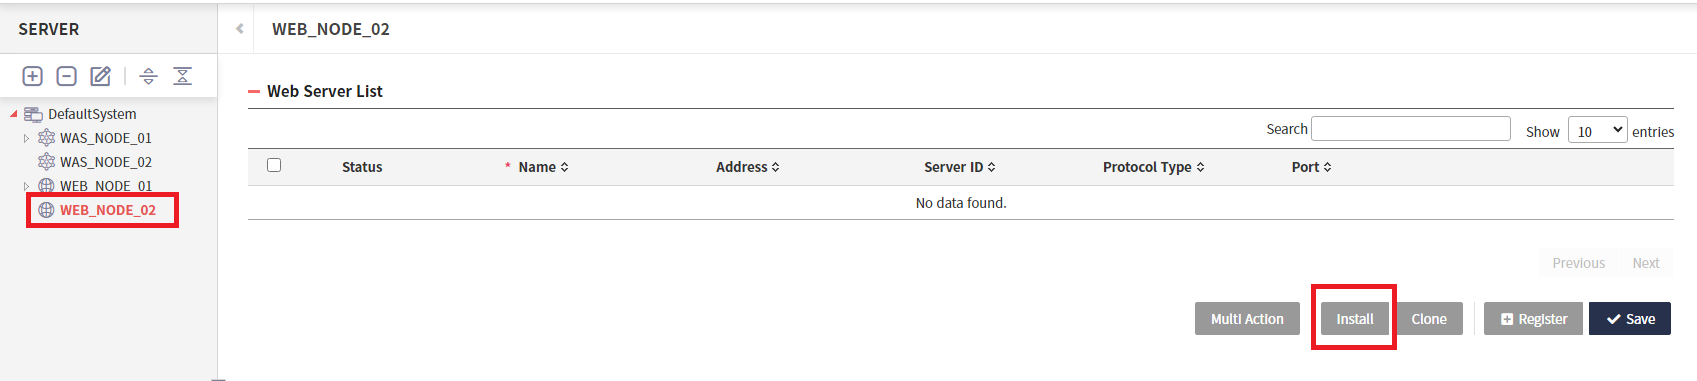 SERVER
WEB_NODE_02
DefaultSystem
WAS_NODE_01
WAS_NODE_02
WEB_NODE_01
WEB_NODE_02
Web Server List
Search Show 10 entries
Status * Name Address Server ID Protocol Type Port
No data found.
Previous Next
Multi Action Install Clone Register Save